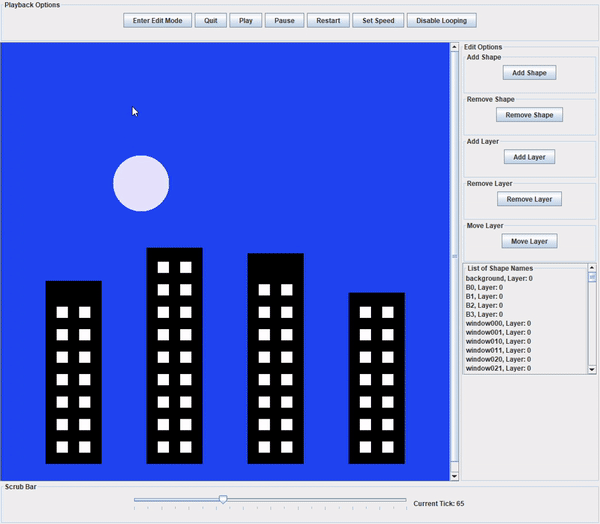 Playback Options
Enter Edit Mode Quit Play Pause Restart Set Speed Disable Looping
Edit Options
Add Shape
Add Shape
Remove Shape
Remove Shape
Add Layer
Add Layer
Remove Layer
Remove Layer
Move Layer
Move Layer
List of Shape Names
background, Layer: 0
B0, Layer: 0
B1, Layer: 0
B2, Layer: 0
B3, Layer: 0
window000, Layer: 0
window001, Layer: 0
window010, Layer: 0
window011, Layer: 0
window020, Layer: 0
window021, Layer: 0
Scrub Bar
Current Tick: 65